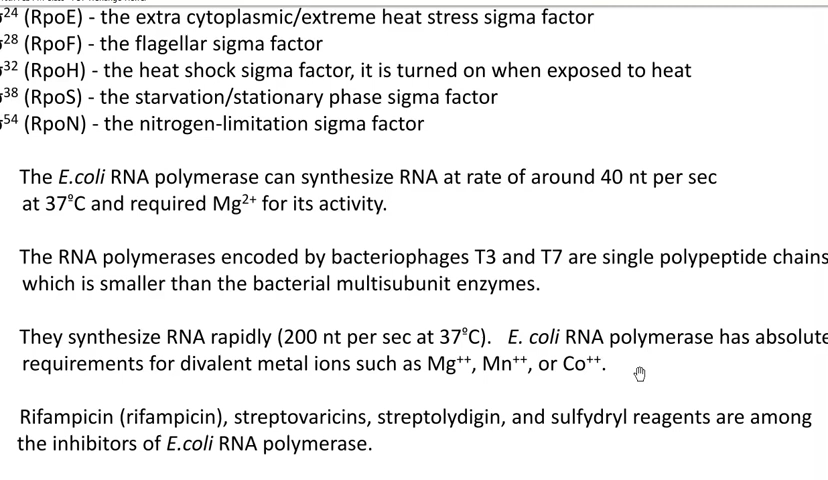 σ²⁴ (RpoE) - the extra cytoplasmic/extreme heat stress sigma factor
σ²⁸ (RpoF) - the flagellar sigma factor
σ³² (RpoH) - the heat shock sigma factor, it is turned on when exposed to heat
σ³⁸ (RpoS) - the starvation/stationary phase sigma factor
σ⁵⁴ (RpoN) - the nitrogen-limitation sigma factor
The E.coli RNA polymerase can synthesize RNA at rate of around 40 nt per sec
at 37°C and required Mg²⁺ for its activity.
The RNA polymerases encoded by bacteriophages T3 and T7 are single polypeptide chains
which is smaller than the bacterial multisubunit enzymes.
They synthesize RNA rapidly (200 nt per sec at 37°C). E. coli RNA polymerase has absolute
requirements for divalent metal ions such as Mg⁺⁺, Mn⁺⁺, or Co⁺⁺.
Rifampicin (rifampicin), streptovaricins, streptolydigin, and sulfydryl reagents are among
the inhibitors of E.coli RNA polymerase.